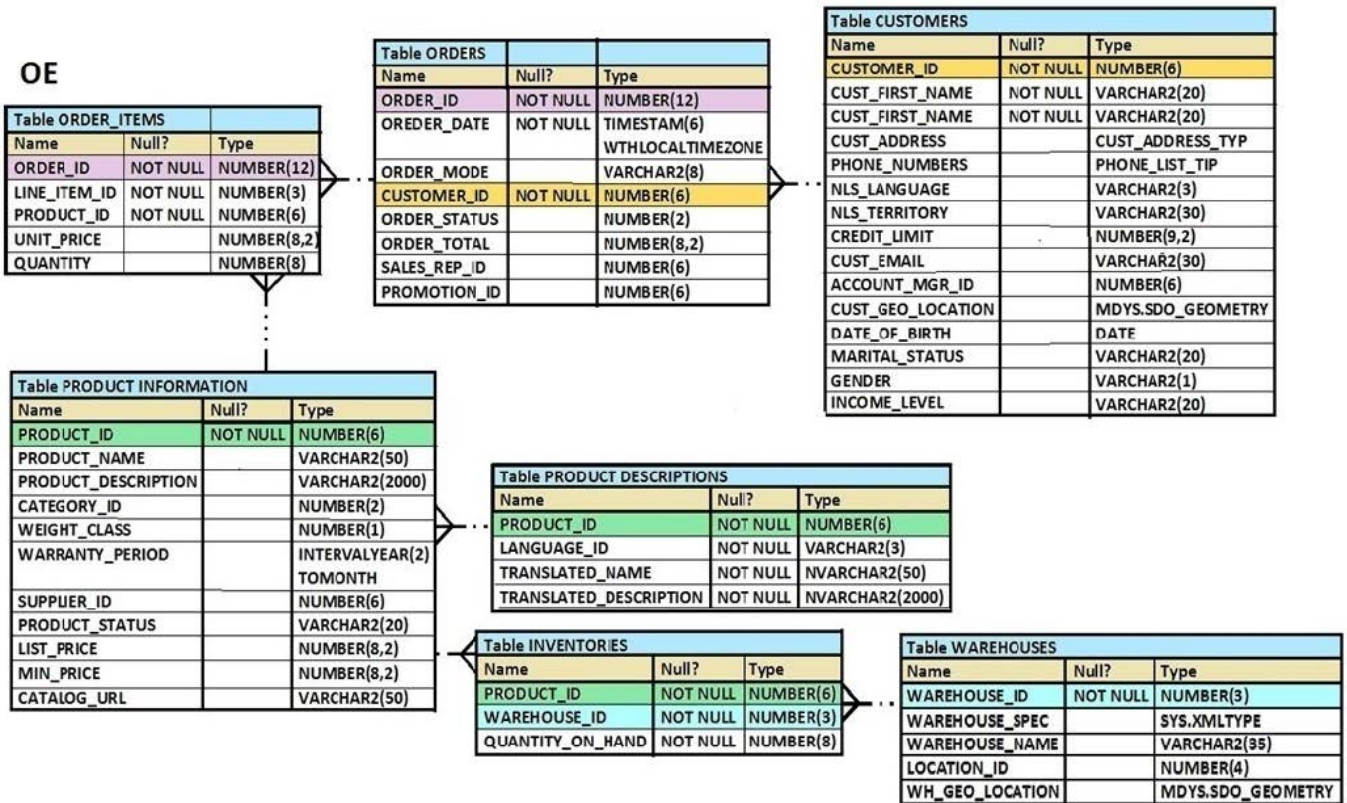 OE
Table ORDER_ITEMS
Name Null? Type
ORDER_ID NOT NULL NUMBER(12)
LINE_ITEM_ID NOT NULL NUMBER(3)
PRODUCT_ID NOT NULL NUMBER(6)
UNIT_PRICE NUMBER(8,2)
QUANTITY NUMBER(8)
Table ORDERS
Name Null? Type
ORDER_ID NOT NULL NUMBER(12)
OREDER_DATE NOT NULL TIMESTAM(6)
WTHLOCALTIMEZONE
ORDER_MODE VARCHAR2(8)
CUSTOMER_ID NOT NULL NUMBER(6)
ORDER_STATUS NUMBER(2)
ORDER_TOTAL NUMBER(8,2)
SALES_REP_ID NUMBER(6)
PROMOTION_ID NUMBER(6)
Table CUSTOMERS
Name Null? Type
CUSTOMER_ID NOT NULL NUMBER(6)
CUST_FIRST_NAME NOT NULL VARCHAR2(20)
CUST_FIRST_NAME NOT NULL VARCHAR2(20)
CUST_ADDRESS CUST_ADDRESS_TYP
PHONE_NUMBERS PHONE_LIST_TIP
NLS_LANGUAGE VARCHAR2(3)
NLS_TERRITORY VARCHAR2(30)
CREDIT_LIMIT NUMBER(9,2)
CUST_EMAIL VARCHAR2(30)
ACCOUNT_MGR_ID NUMBER(6)
CUST_GEO_LOCATION MDYS.SDO_GEOMETRY
DATE_OF_BIRTH DATE
MARITAL_STATUS VARCHAR2(20)
GENDER VARCHAR2(1)
INCOME_LEVEL VARCHAR2(20)
Table PRODUCT INFORMATION
Name Null? Type
PRODUCT_ID NOT NULL NUMBER(6)
PRODUCT_NAME VARCHAR2(50)
PRODUCT_DESCRIPTION VARCHAR2(2000)
CATEGORY_ID NUMBER(2)
WEIGHT_CLASS NUMBER(1)
WARRANTY_PERIOD INTERVALYEAR(2)
TOMONTH
SUPPLIER_ID NUMBER(6)
PRODUCT_STATUS VARCHAR2(20)
LIST_PRICE NUMBER(8,2)
MIN_PRICE NUMBER(8,2)
CATALOG_URL VARCHAR2(50)
Table PRODUCT DESCRIPTIONS
Name Null? Type
PRODUCT_ID NOT NULL NUMBER(6)
LANGUAGE_ID NOT NULL VARCHAR2(3)
TRANSLATED_NAME NOT NULL NVARCHAR2(50)
TRANSLATED_DESCRIPTION NOT NULL NVARCHAR2(2000)
Table INVENTORIES
Name Null? Type
PRODUCT_ID NOT NULL NUMBER(6)
WAREHOUSE_ID NOT NULL NUMBER(3)
QUANTITY_ON_HAND NOT NULL NUMBER(8)
Table WAREHOUSES
Name Null? Type
WAREHOUSE_ID NOT NULL NUMBER(3)
WAREHOUSE_SPEC SYS.XMLTYPE
WAREHOUSE_NAME VARCHAR2(35)
LOCATION_ID NUMBER(4)
WH_GEO_LOCATION MDYS.SDO_GEOMETRY